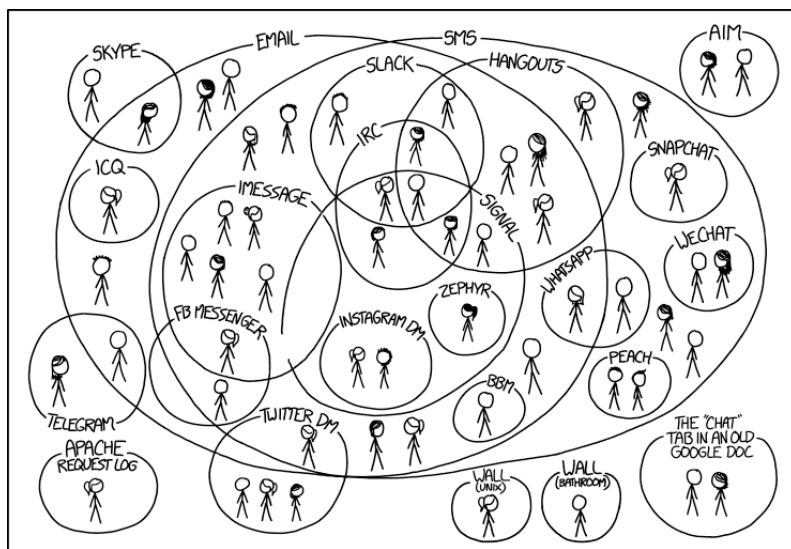 SKYPE
EMAIL
SMS
AIM
SLACK
HANGOUTS
IRC
SNAPCHAT
ICQ
IMESSAGE
SIGNAL
WECHAT
WHATSAPP
ZEPHYR
FB MESSENGER
INSTAGRAM DM
PEACH
BBM
TELEGRAM
TWITTER DM
APACHE
REQUEST LOG
WALL
(UNIX)
WALL
(BATHROOM)
THE "CHAT"
TAB IN AN OLD
GOOGLE DOC